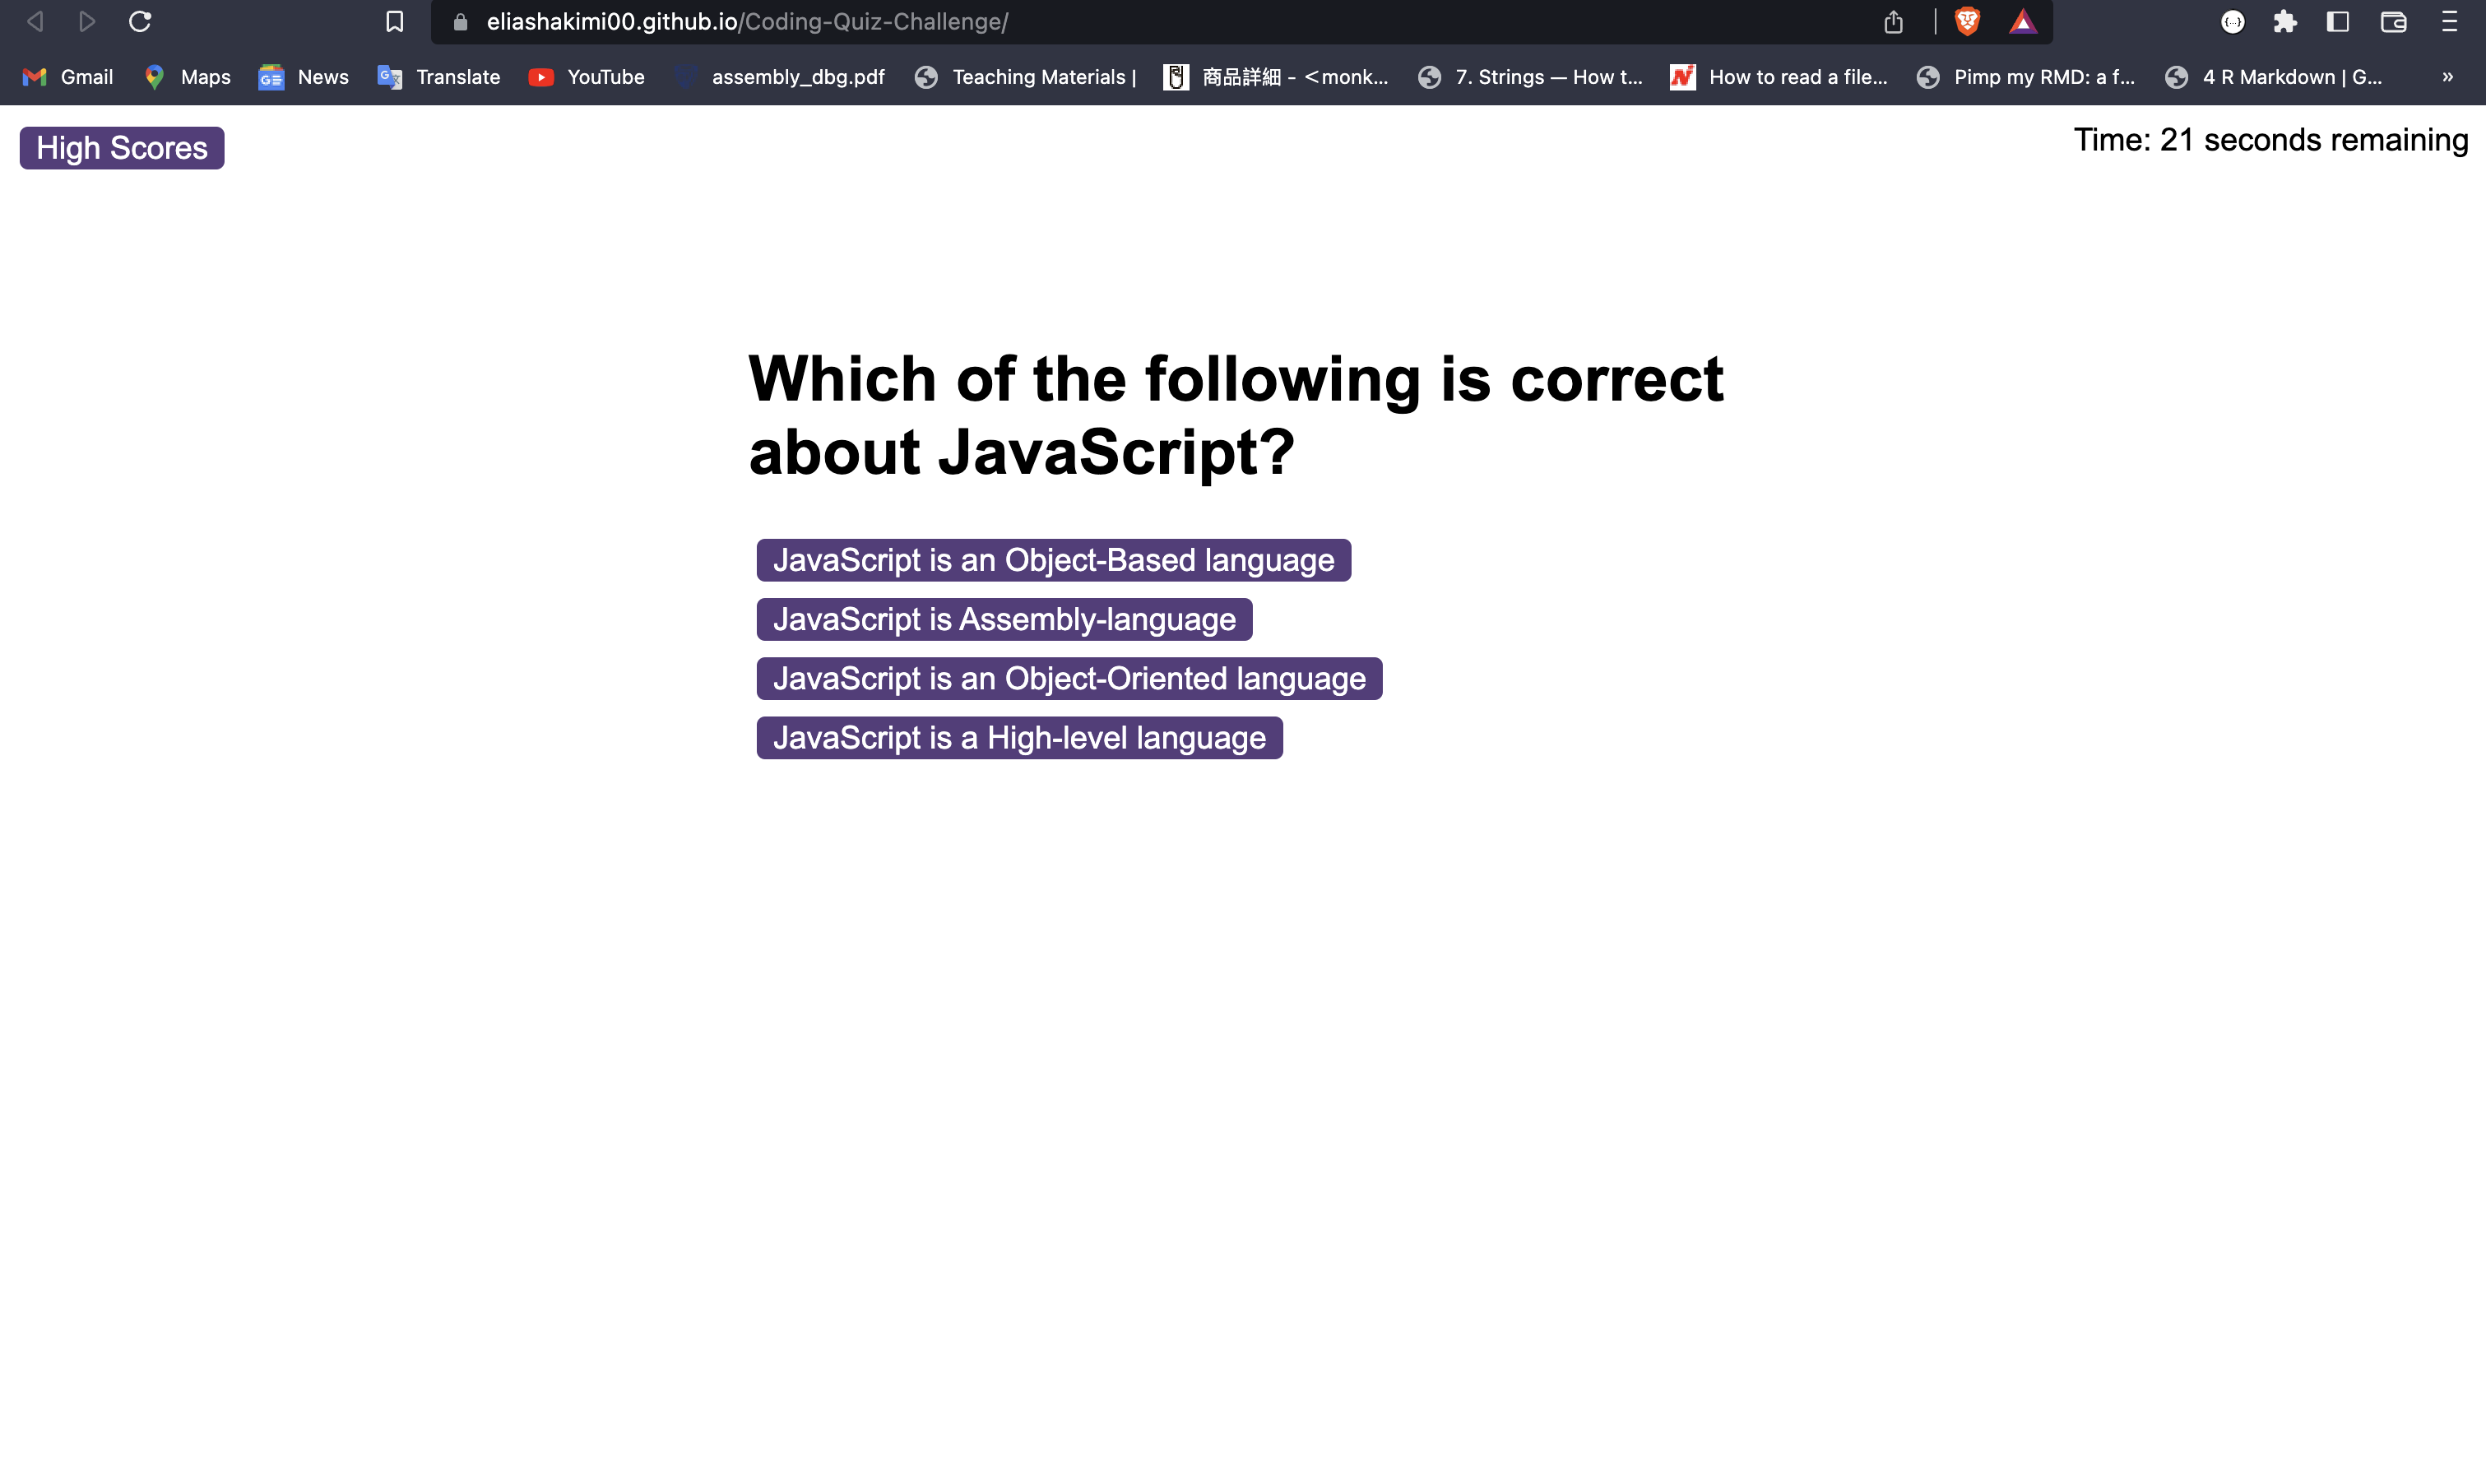 eliashakimi00.github.io/Coding-Quiz-Challenge/
Gmail Maps News Translate YouTube assembly_dbg.pdf Teaching Materials | 商品詳細 - <monk... 7. Strings — How t... How to read a file... Pimp my RMD: a f... 4 R Markdown | G... »
High Scores
Time: 21 seconds remaining
Which of the following is correct
about JavaScript?
JavaScript is an Object-Based language
JavaScript is Assembly-language
JavaScript is an Object-Oriented language
JavaScript is a High-level language